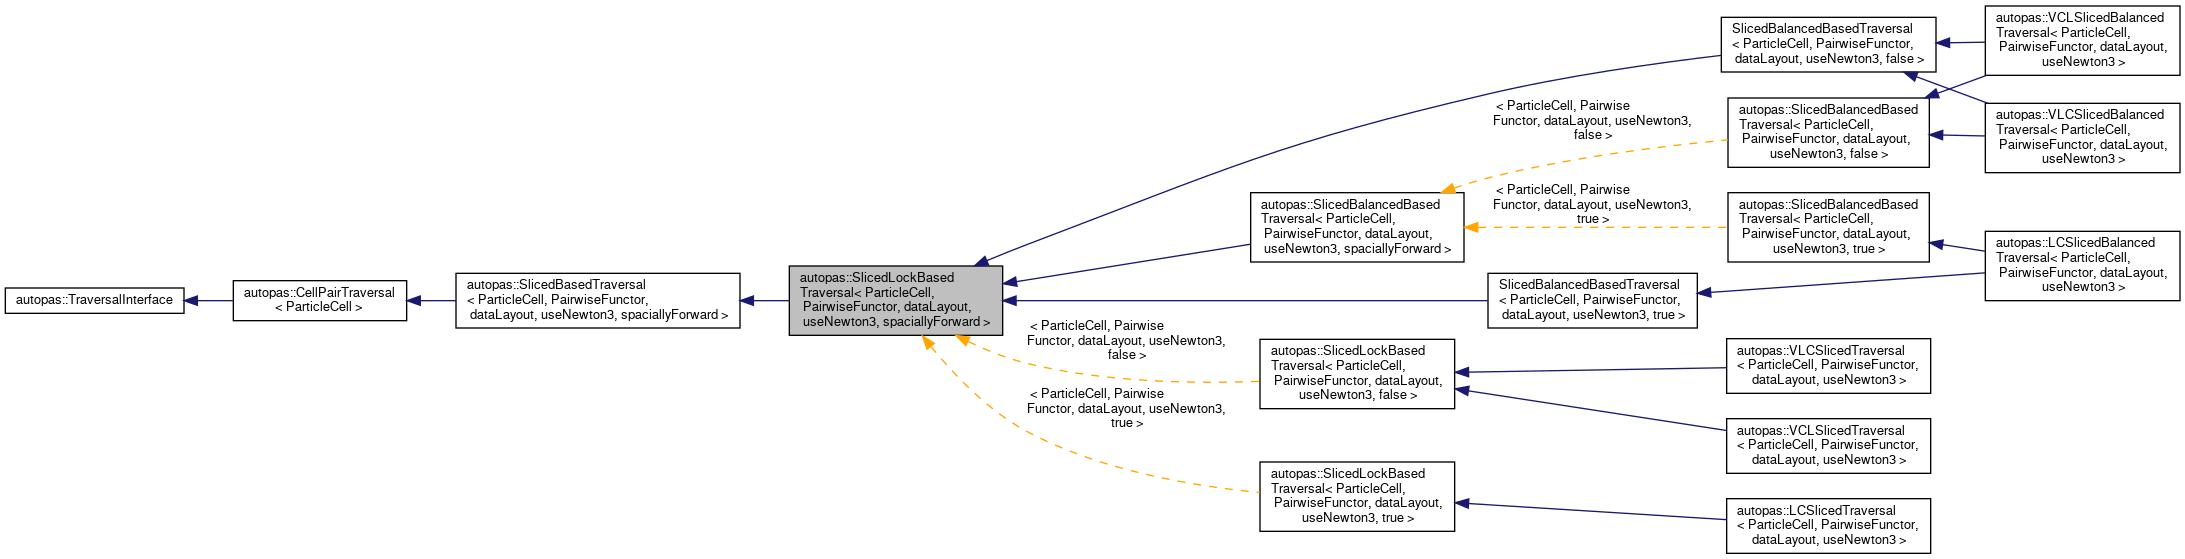 autopas::TraversalInterface
autopas::CellPairTraversal
< ParticleCell >
autopas::SlicedBasedTraversal
< ParticleCell, PairwiseFunctor,
dataLayout, useNewton3, spaciallyForward >
autopas::SlicedLockBased
Traversal< ParticleCell,
PairwiseFunctor, dataLayout,
useNewton3, spaciallyForward >
< ParticleCell, Pairwise
Functor, dataLayout, useNewton3,
false >
< ParticleCell, Pairwise
Functor, dataLayout, useNewton3,
true >
autopas::SlicedBalancedBased
Traversal< ParticleCell,
PairwiseFunctor, dataLayout,
useNewton3, spaciallyForward >
autopas::SlicedLockBased
Traversal< ParticleCell,
PairwiseFunctor, dataLayout,
useNewton3, false >
autopas::SlicedLockBased
Traversal< ParticleCell,
PairwiseFunctor, dataLayout,
useNewton3, true >
< ParticleCell, Pairwise
Functor, dataLayout, useNewton3,
false >
< ParticleCell, Pairwise
Functor, dataLayout, useNewton3,
true >
SlicedBalancedBasedTraversal
< ParticleCell, PairwiseFunctor,
dataLayout, useNewton3, true >
SlicedBalancedBasedTraversal
< ParticleCell, PairwiseFunctor,
dataLayout, useNewton3, false >
autopas::SlicedBalancedBased
Traversal< ParticleCell,
PairwiseFunctor, dataLayout,
useNewton3, false >
autopas::SlicedBalancedBased
Traversal< ParticleCell,
PairwiseFunctor, dataLayout,
useNewton3, true >
autopas::VLCSlicedTraversal
< ParticleCell, PairwiseFunctor,
dataLayout, useNewton3 >
autopas::VCLSlicedTraversal
< ParticleCell, PairwiseFunctor,
dataLayout, useNewton3 >
autopas::LCSlicedTraversal
< ParticleCell, PairwiseFunctor,
dataLayout, useNewton3 >
autopas::VCLSlicedBalanced
Traversal< ParticleCell,
PairwiseFunctor, dataLayout,
useNewton3 >
autopas::VLCSlicedBalanced
Traversal< ParticleCell,
PairwiseFunctor, dataLayout,
useNewton3 >
autopas::LCSlicedBalanced
Traversal< ParticleCell,
PairwiseFunctor, dataLayout,
useNewton3 >